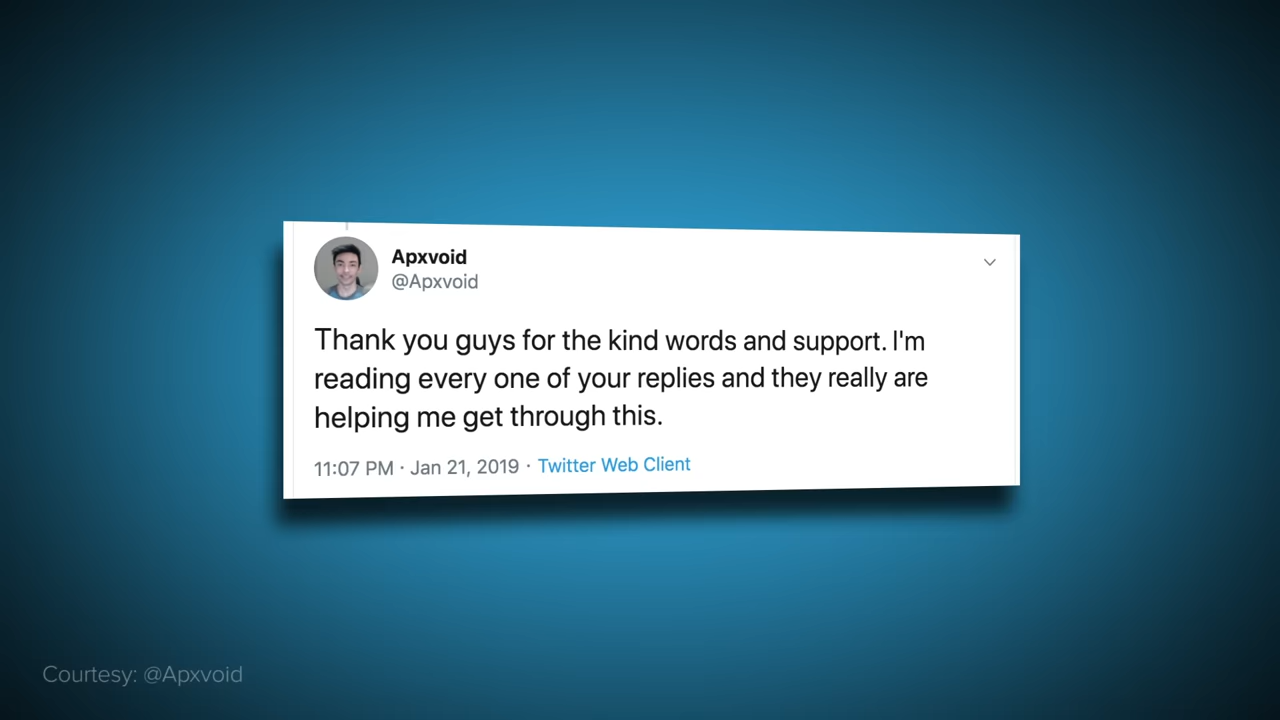 Apxvoid
@Apxvoid
Thank you guys for the kind words and support. I'm
reading every one of your replies and they really are
helping me get through this.
11:07 PM · Jan 21, 2019 · Twitter Web Client
Courtesy: @Apxvoid